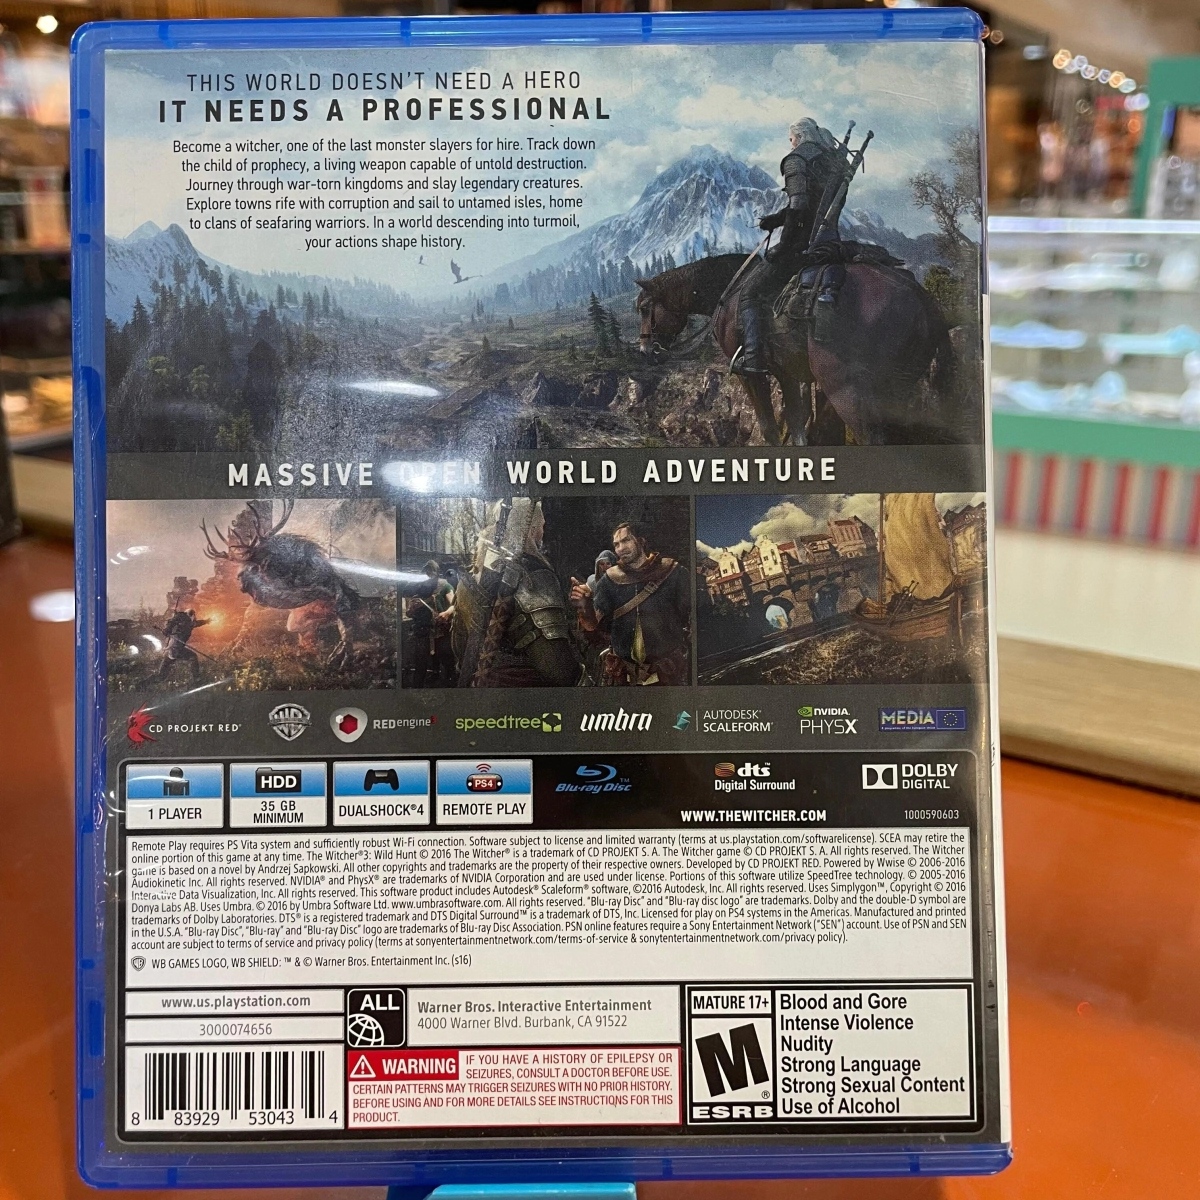 THIS WORLD DOESN'T NEED A HERO
IT NEEDS A PROFESSIONAL
Become a witcher, one of the last monster slayers for hire. Track down
the child of prophecy, a living weapon capable of untold destruction.
Journey through war-torn kingdoms and slay legendary creatures.
Explore towns rife with corruption and sail to untamed isles, home
to clans of seafaring warriors. In a world descending into turmoil,
your actions shape history.
MASSIVE OPEN WORLD ADVENTURE
CD PROJEKT RED®
WB
REDengine
speedtree
umbra
AUTODESK®
SCALEFORM®
NVIDIA.
PHYSX
MEDIA
1 PLAYER
HDD
35 GB
MINIMUM
DUALSHOCK®4
PS4
REMOTE PLAY
Blu-ray Disc™
dts™
Digital Surround
DOLBY
DIGITAL
WWW.THEWITCHER.COM
1000590603
Remote Play requires PS Vita system and sufficiently robust Wi-Fi connection. Software subject to license and limited warranty (terms at us.playstation.com/softwarelicense). SCEA may retire the
online portion of this game at any time. The Witcher®3: Wild Hunt © 2016 The Witcher® is a trademark of CD PROJEKT S. A. The Witcher game © CD PROJEKT S. A. All rights reserved. The Witcher
game is based on a novel by Andrzej Sapkowski. All other copyrights and trademarks are the property of their respective owners. Developed by CD PROJEKT RED. Powered by Wwise © 2006-2016
Audiokinetic Inc. All rights reserved. NVIDIA® and PhysX® are trademarks of NVIDIA Corporation and are used under license. Portions of this software utilize SpeedTree technology. © 2005-2016
Interactive Data Visualization, Inc. All rights reserved. This software product includes Autodesk® Scaleform® software, ©2016 Autodesk, Inc. All rights reserved. Uses Simplygon™, Copyright © 2016
Donya Labs AB. Uses Umbra. © 2016 by Umbra Software Ltd. www.umbrasoftware.com. All rights reserved. "Blu-ray Disc" and "Blu-ray disc logo" are trademarks. Dolby and the double-D symbol are
trademarks of Dolby Laboratories. DTS® is a registered trademark and DTS Digital Surround™ is a trademark of DTS, Inc. Licensed for play on PS4 systems in the Americas. Manufactured and printed
in the U.S.A. "Blu-ray Disc", "Blu-ray" and "Blu-ray Disc" logo are trademarks of Blu-ray Disc Association. PSN online features require a Sony Entertainment Network ("SEN") account. Use of PSN and SEN
account are subject to terms of service and privacy policy (terms at sonyentertainmentnetwork.com/terms-of-service & sonyentertainmentnetwork.com/privacy policy).
WB GAMES LOGO, WB SHIELD: ™ & © Warner Bros. Entertainment Inc. (s16)
www.us.playstation.com
3000074656
ALL
Warner Bros. Interactive Entertainment
4000 Warner Blvd. Burbank, CA 91522
WARNING
IF YOU HAVE A HISTORY OF EPILEPSY OR
SEIZURES, CONSULT A DOCTOR BEFORE USE.
CERTAIN PATTERNS MAY TRIGGER SEIZURES WITH NO PRIOR HISTORY.
BEFORE USING AND FOR MORE DETAILS SEE INSTRUCTIONS FOR THIS
PRODUCT.
8 83929 53043 4
MATURE 17+
M®
ESRB
Blood and Gore
Intense Violence
Nudity
Strong Language
Strong Sexual Content
Use of Alcohol